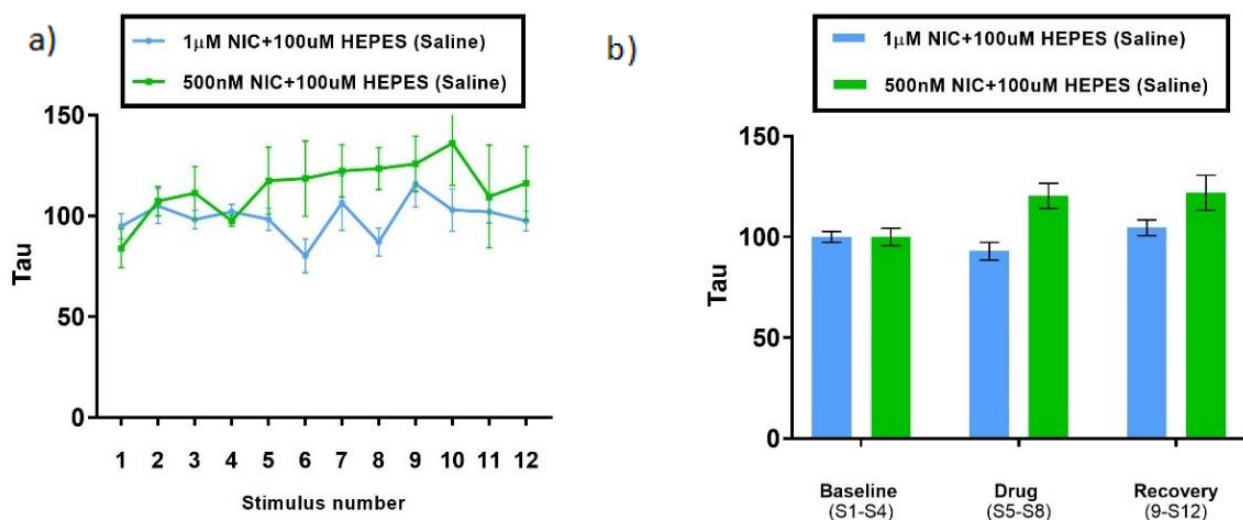 a)
1μM NIC+100uM HEPES (Saline)
500nM NIC+100uM HEPES (Saline)
150
100
50
0
Tau
1 2 3 4 5 6 7 8 9 10 11 12
Stimulus number
b)
1μM NIC+100uM HEPES (Saline)
500nM NIC+100uM HEPES (Saline)
150
100
50
0
Tau
Baseline Drug Recovery
(S1-S4) (S5-S8) (9-S12)